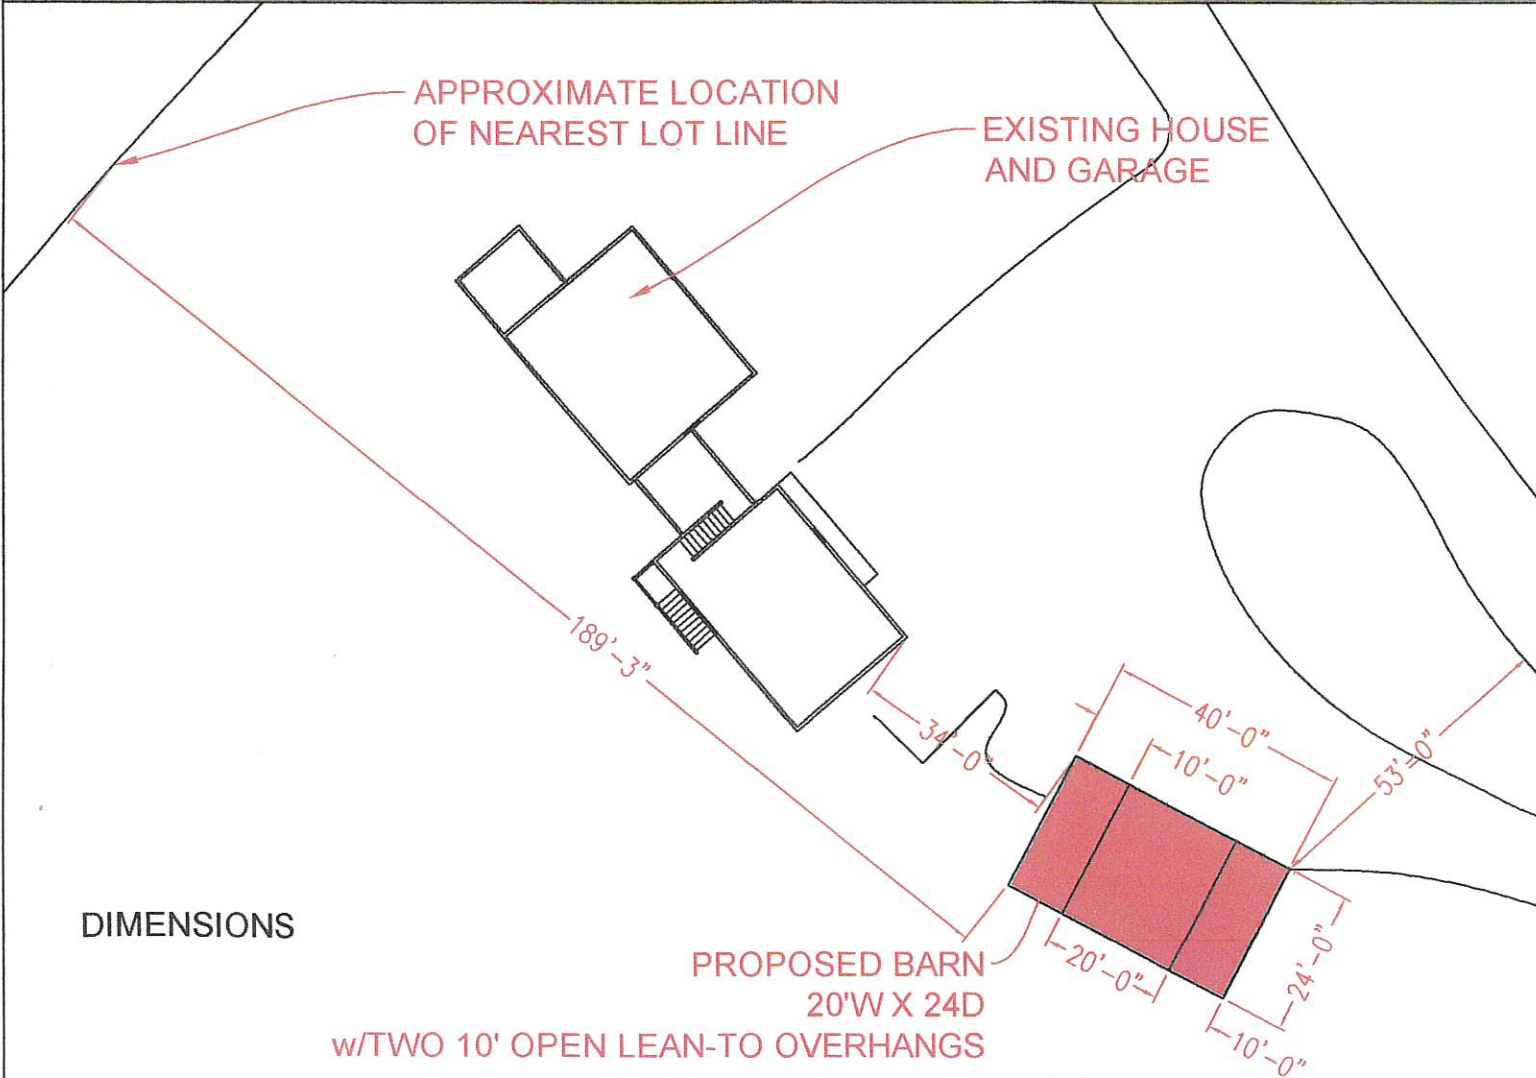 APPROXIMATE LOCATION
OF NEAREST LOT LINE
EXISTING HOUSE
AND GARAGE
189'-3"
34'-0"
40'-0"
10'-0"
53'-0"
DIMENSIONS
PROPOSED BARN
20'W X 24D
w/TWO 10' OPEN LEAN-TO OVERHANGS
20'-0"
24'-0"
10'-0"